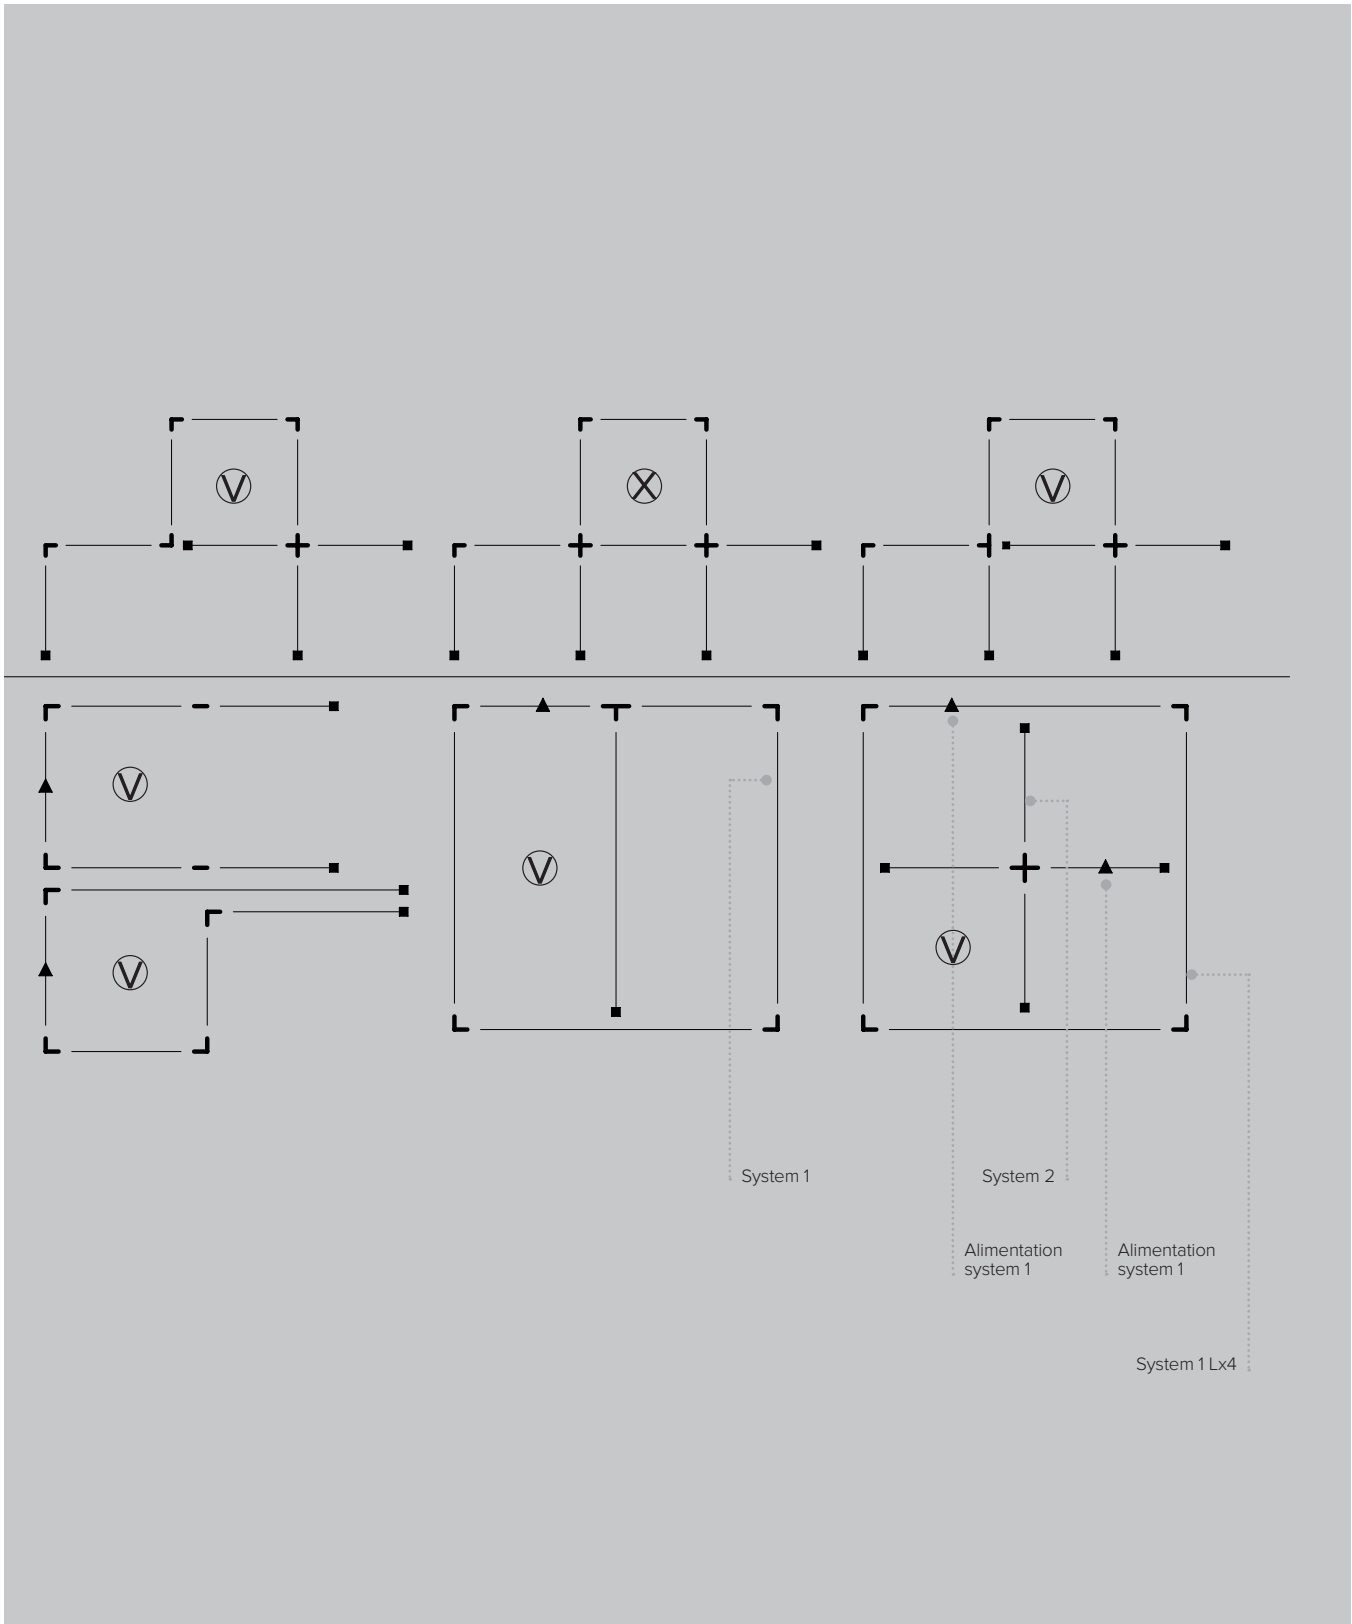 V
X
V
V
V
V
V
System 1
System 2
Alimentation
system 1
Alimentation
system 1
System 1 Lx4